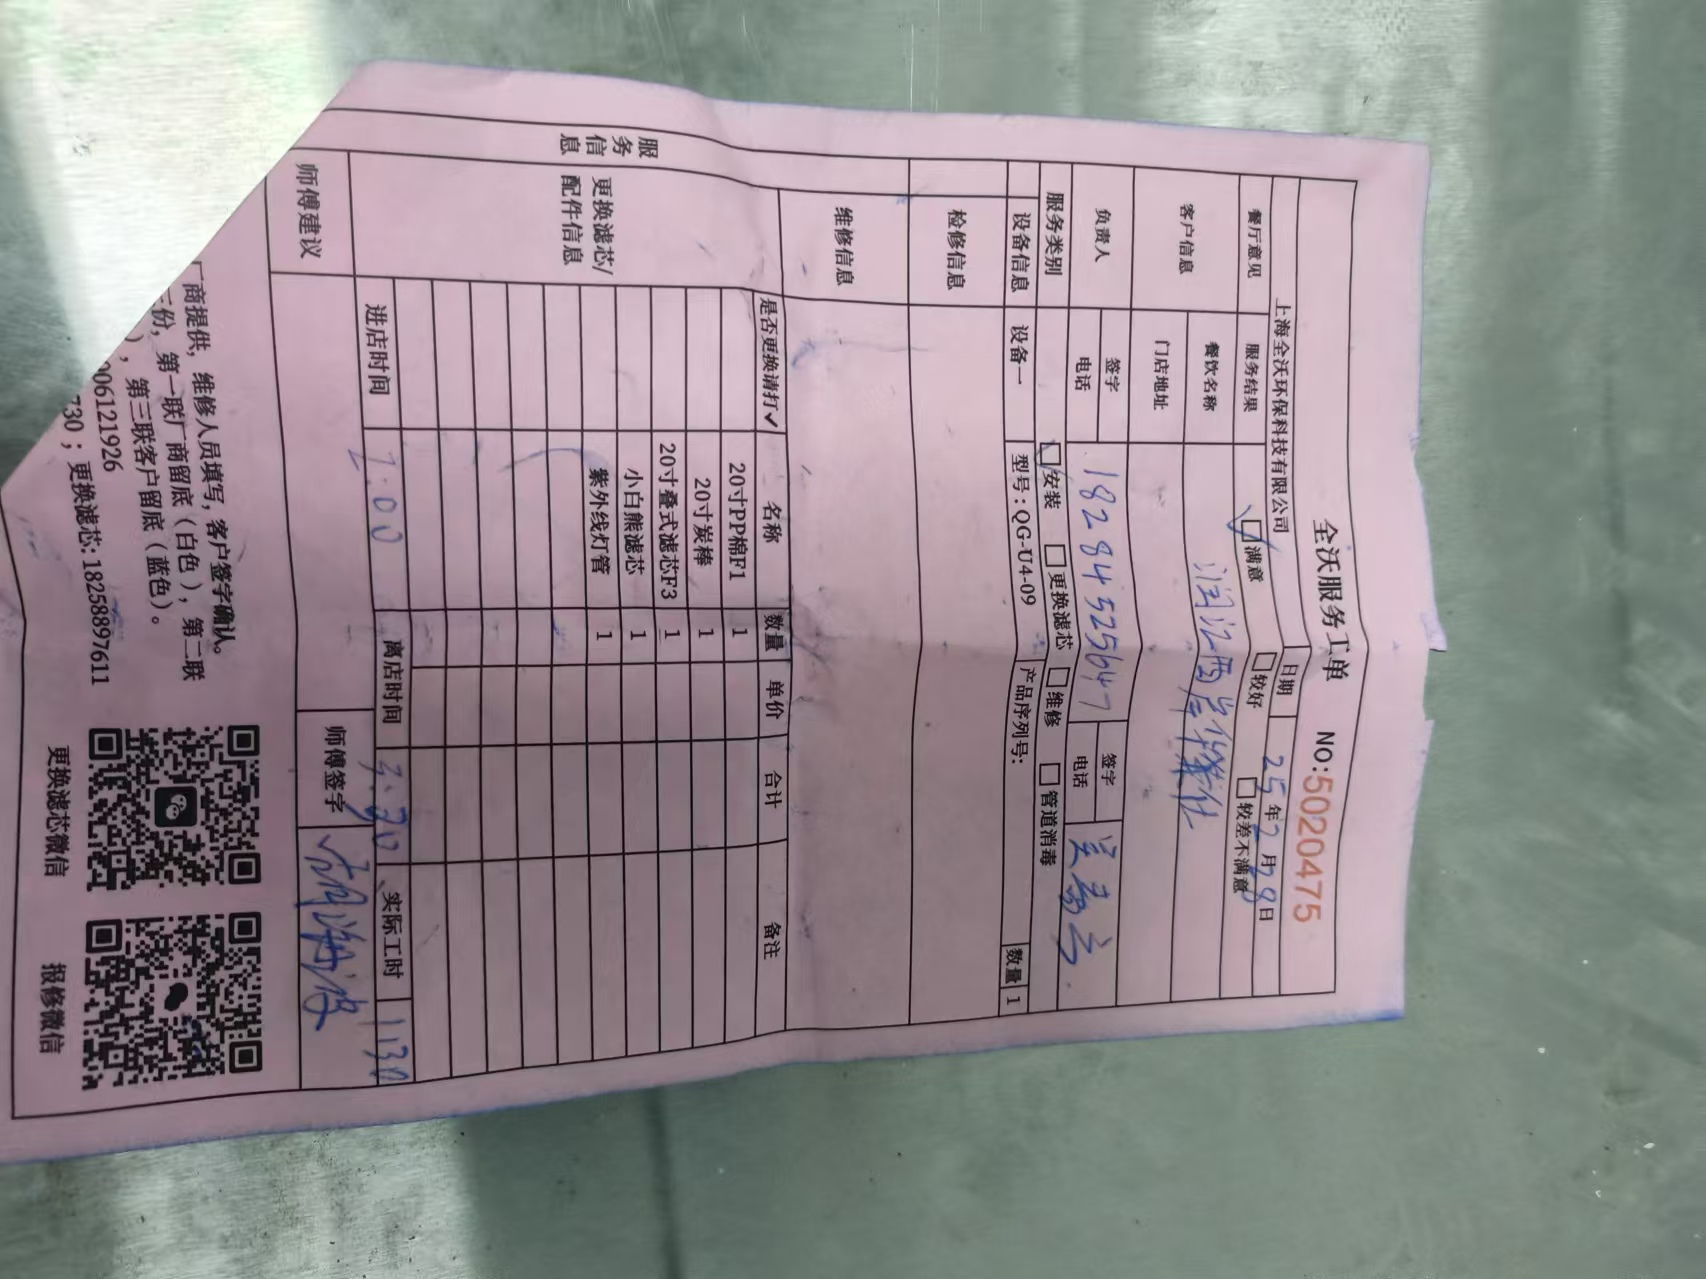 全沃服务工单 NO:5020475
上海全沃环保科技有限公司 日期 25年2月28日
餐厅意见 服务结果 满意 较好 较差不满意
客户信息 餐饮名称
门店地址
负责人 签字 签字
电话 18284525647 电话
服务类别 安装 更换滤芯 维修 管道消毒
设备信息 设备一 型号:QG-U4-09 产品序列号: 数量 1
检修信息
维修信息
服务信息
更换滤芯/配件信息
是否更换请打✓ 名称 数量 单价 合计 备注
20寸PP棉F1 1
20寸炭棒 1
20寸叠式滤芯F3 1
小白熊滤芯 1
紫外线灯管 1
进店时间 2:00 离店时间 3:30 实际工时 1130
师傅建议 师傅签字
厂商提供，维修人员填写，客户签字确认。
份，第一联厂商留底（白色），第二联
），第三联客户留底（蓝色）。
006121926
730；更换滤芯: 18258897611
更换滤芯微信 报修微信